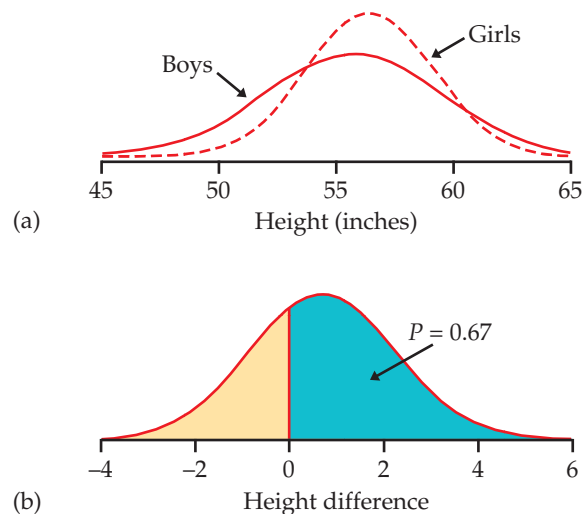 Girls
Boys
45 50 55 60 65
(a)
Height (inches)
P = 0.67
–4 –2 0 2 4 6
(b)
Height difference